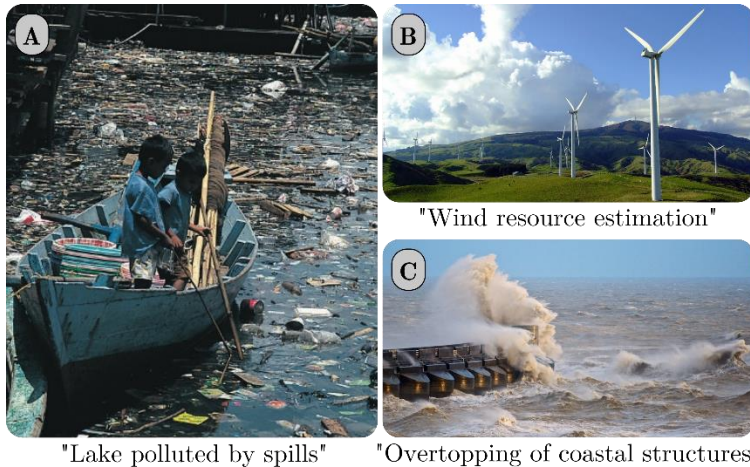 A
"Lake polluted by spills"
B
"Wind resource estimation"
C
"Overtopping of coastal structures